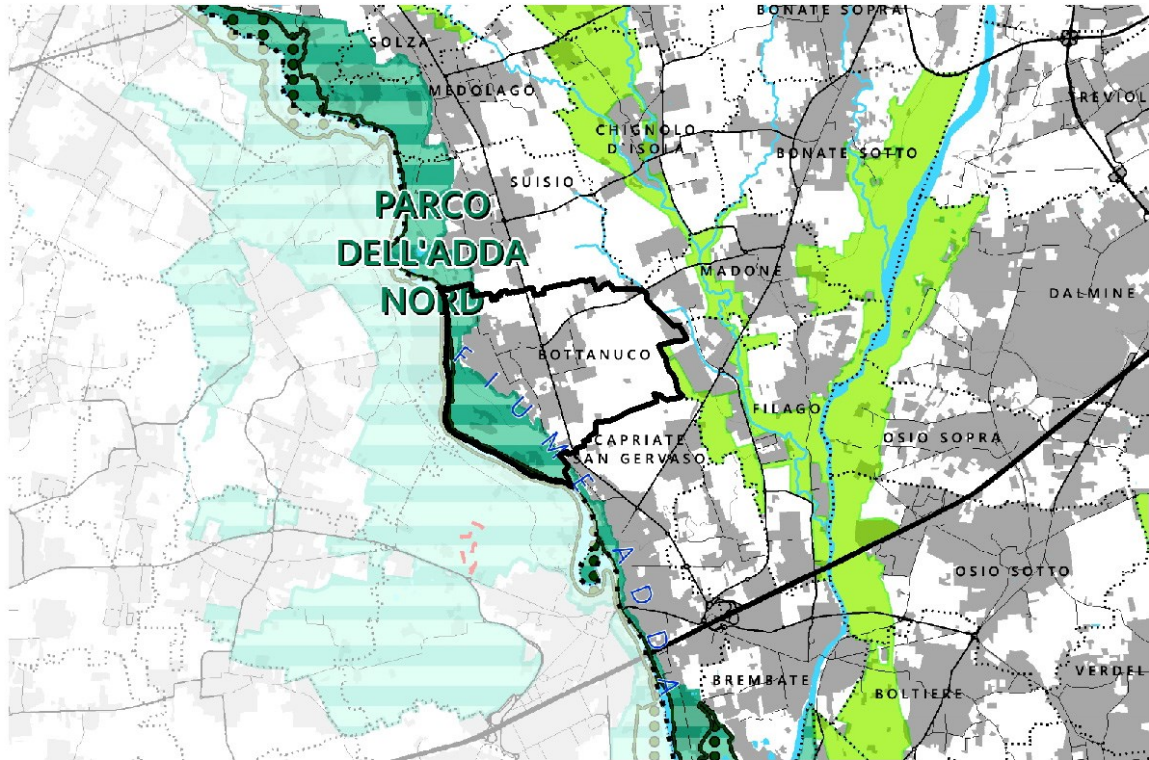 BONATE SOPRA
SOLZA
MEDOLAGO
TREVIOL
CHIGNOLO
D'ISOLA
BONATE SOTTO
SUISIO
PARCO
DELL'ADDA
NORD
MADONE
DALMINE
BOTTANUCO
FILAGO
CAPRIATE
SAN GERVASO
OSIO SOPRA
FIUME ADDA
OSIO SOTTO
BREMBATE
BOLTIERE
VERDEL